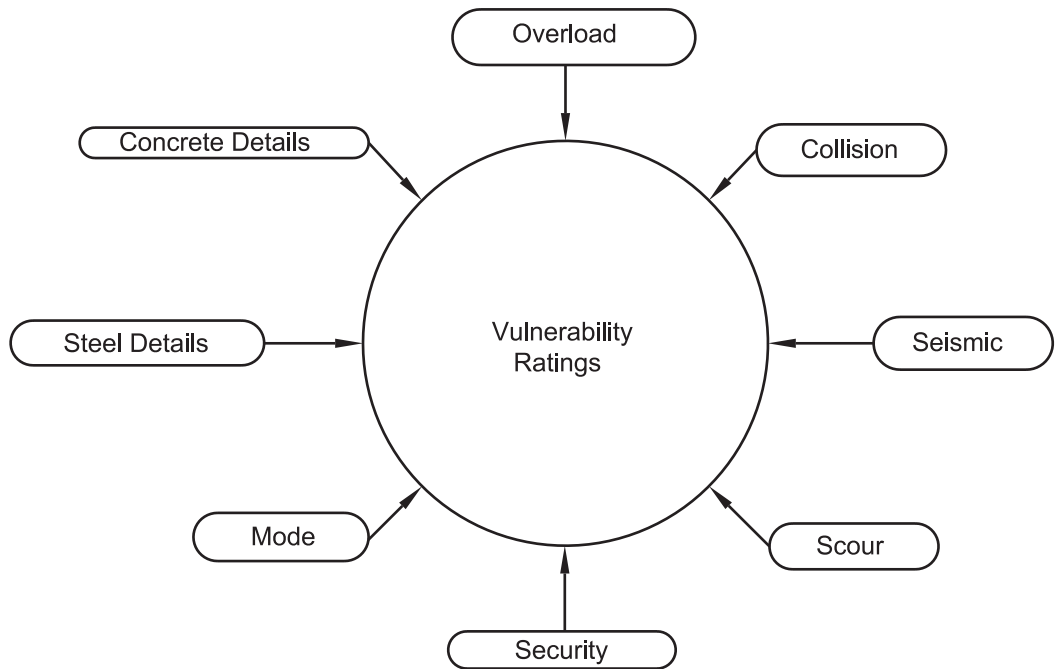 Overload
Concrete Details
Collision
Steel Details
Vulnerability
Ratings
Seismic
Mode
Scour
Security